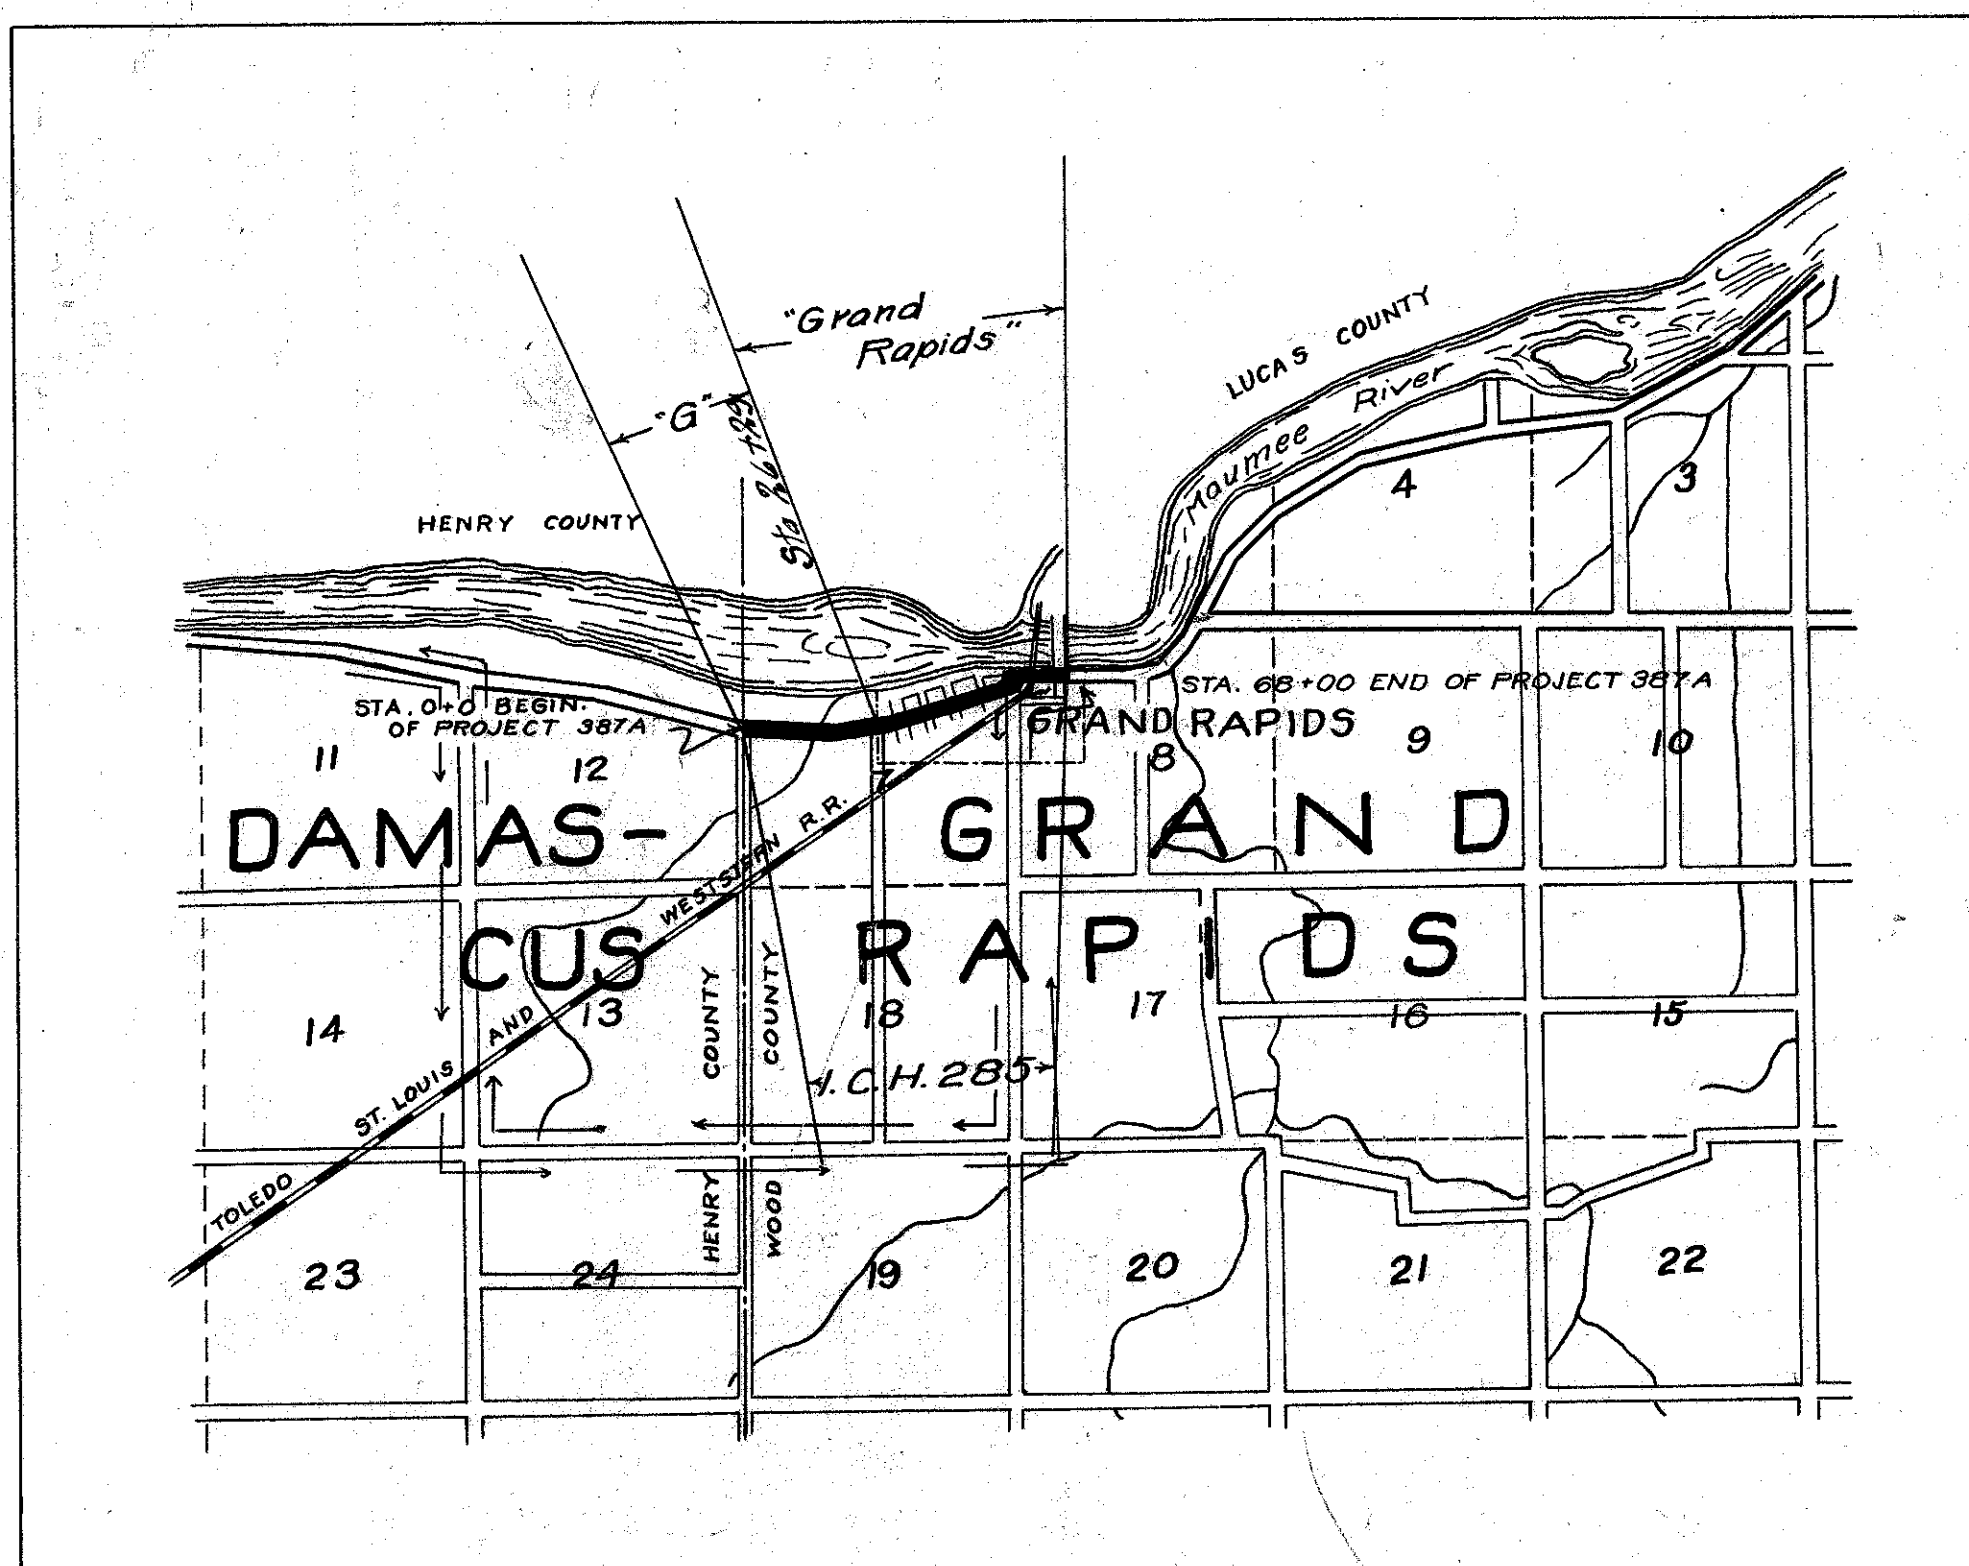 "Grand
Rapids"
"G"
Sta 26+29
LUCAS COUNTY
Maumee River
HENRY COUNTY
4
3
STA. 0+0 BEGIN.
OF PROJECT 387A
STA. 68+00 END OF PROJECT 387A
GRAND RAPIDS
11
12
7
8
9
10
DAMAS-
CUS
GRAND
RAPIDS
TOLEDO ST. LOUIS AND WESTERN R.R.
14
13
18
17
16
15
I.C.H. 285
HENRY COUNTY
WOOD COUNTY
23
24
19
20
21
22